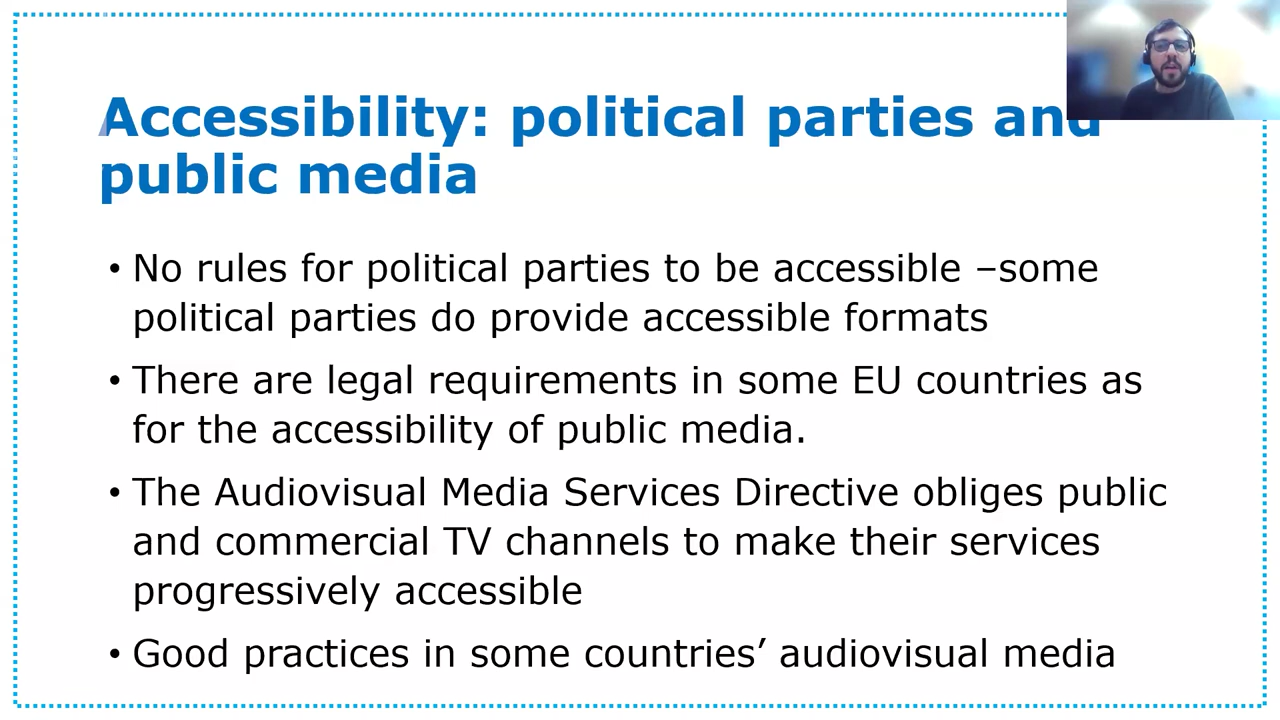 Accessibility: political parties and
public media
• No rules for political parties to be accessible –some
political parties do provide accessible formats
• There are legal requirements in some EU countries as
for the accessibility of public media.
• The Audiovisual Media Services Directive obliges public
and commercial TV channels to make their services
progressively accessible
• Good practices in some countries’ audiovisual media